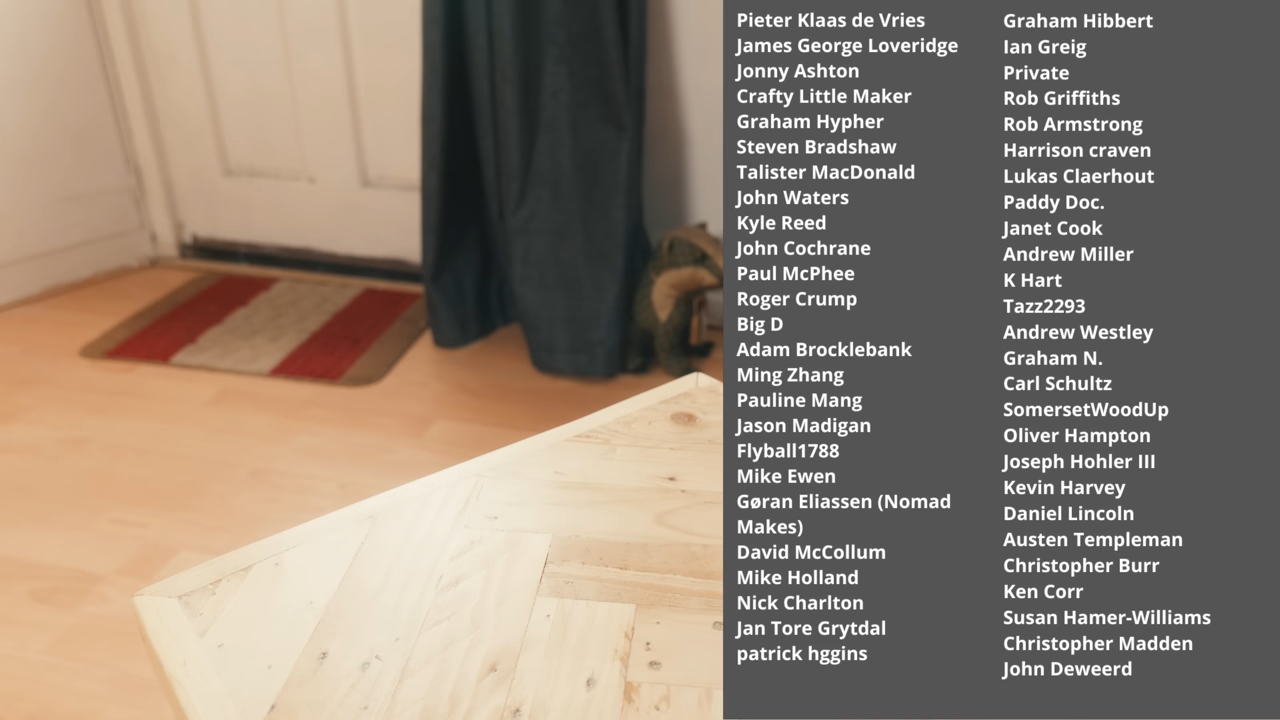 Pieter Klaas de Vries
James George Loveridge
Jonny Ashton
Crafty Little Maker
Graham Hypher
Steven Bradshaw
Talister MacDonald
John Waters
Kyle Reed
John Cochrane
Paul McPhee
Roger Crump
Big D
Adam Brocklebank
Ming Zhang
Pauline Mang
Jason Madigan
Flyball1788
Mike Ewen
Gøran Eliassen (Nomad
Makes)
David McCollum
Mike Holland
Nick Charlton
Jan Tore Grytdal
patrick hggins
Graham Hibbert
Ian Greig
Private
Rob Griffiths
Rob Armstrong
Harrison craven
Lukas Claerhout
Paddy Doc.
Janet Cook
Andrew Miller
K Hart
Tazz2293
Andrew Westley
Graham N.
Carl Schultz
SomersetWoodUp
Oliver Hampton
Joseph Hohler III
Kevin Harvey
Daniel Lincoln
Austen Templeman
Christopher Burr
Ken Corr
Susan Hamer-Williams
Christopher Madden
John Deweerd